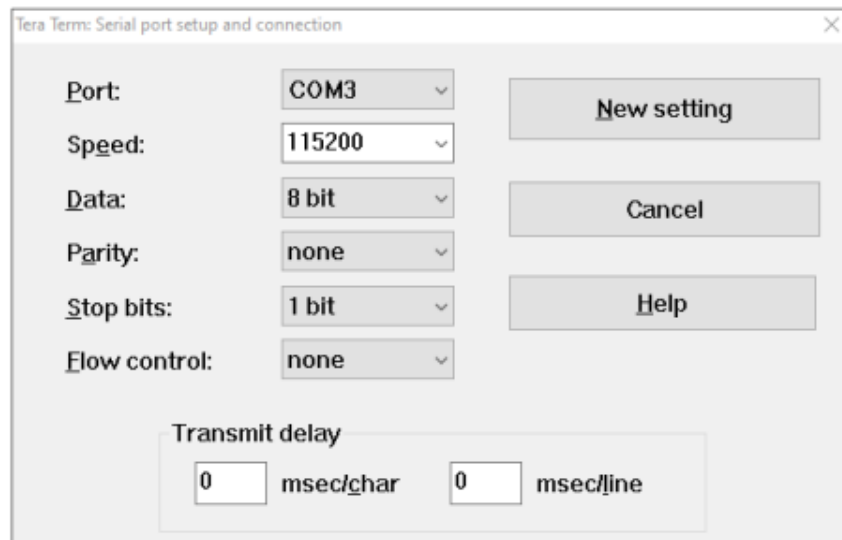 Tera Term: Serial port setup and connection
Port: COM3
New setting
Speed: 115200
Data: 8 bit
Cancel
Parity: none
Stop bits: 1 bit
Help
Flow control: none
Transmit delay
0 msec/char 0 msec/line